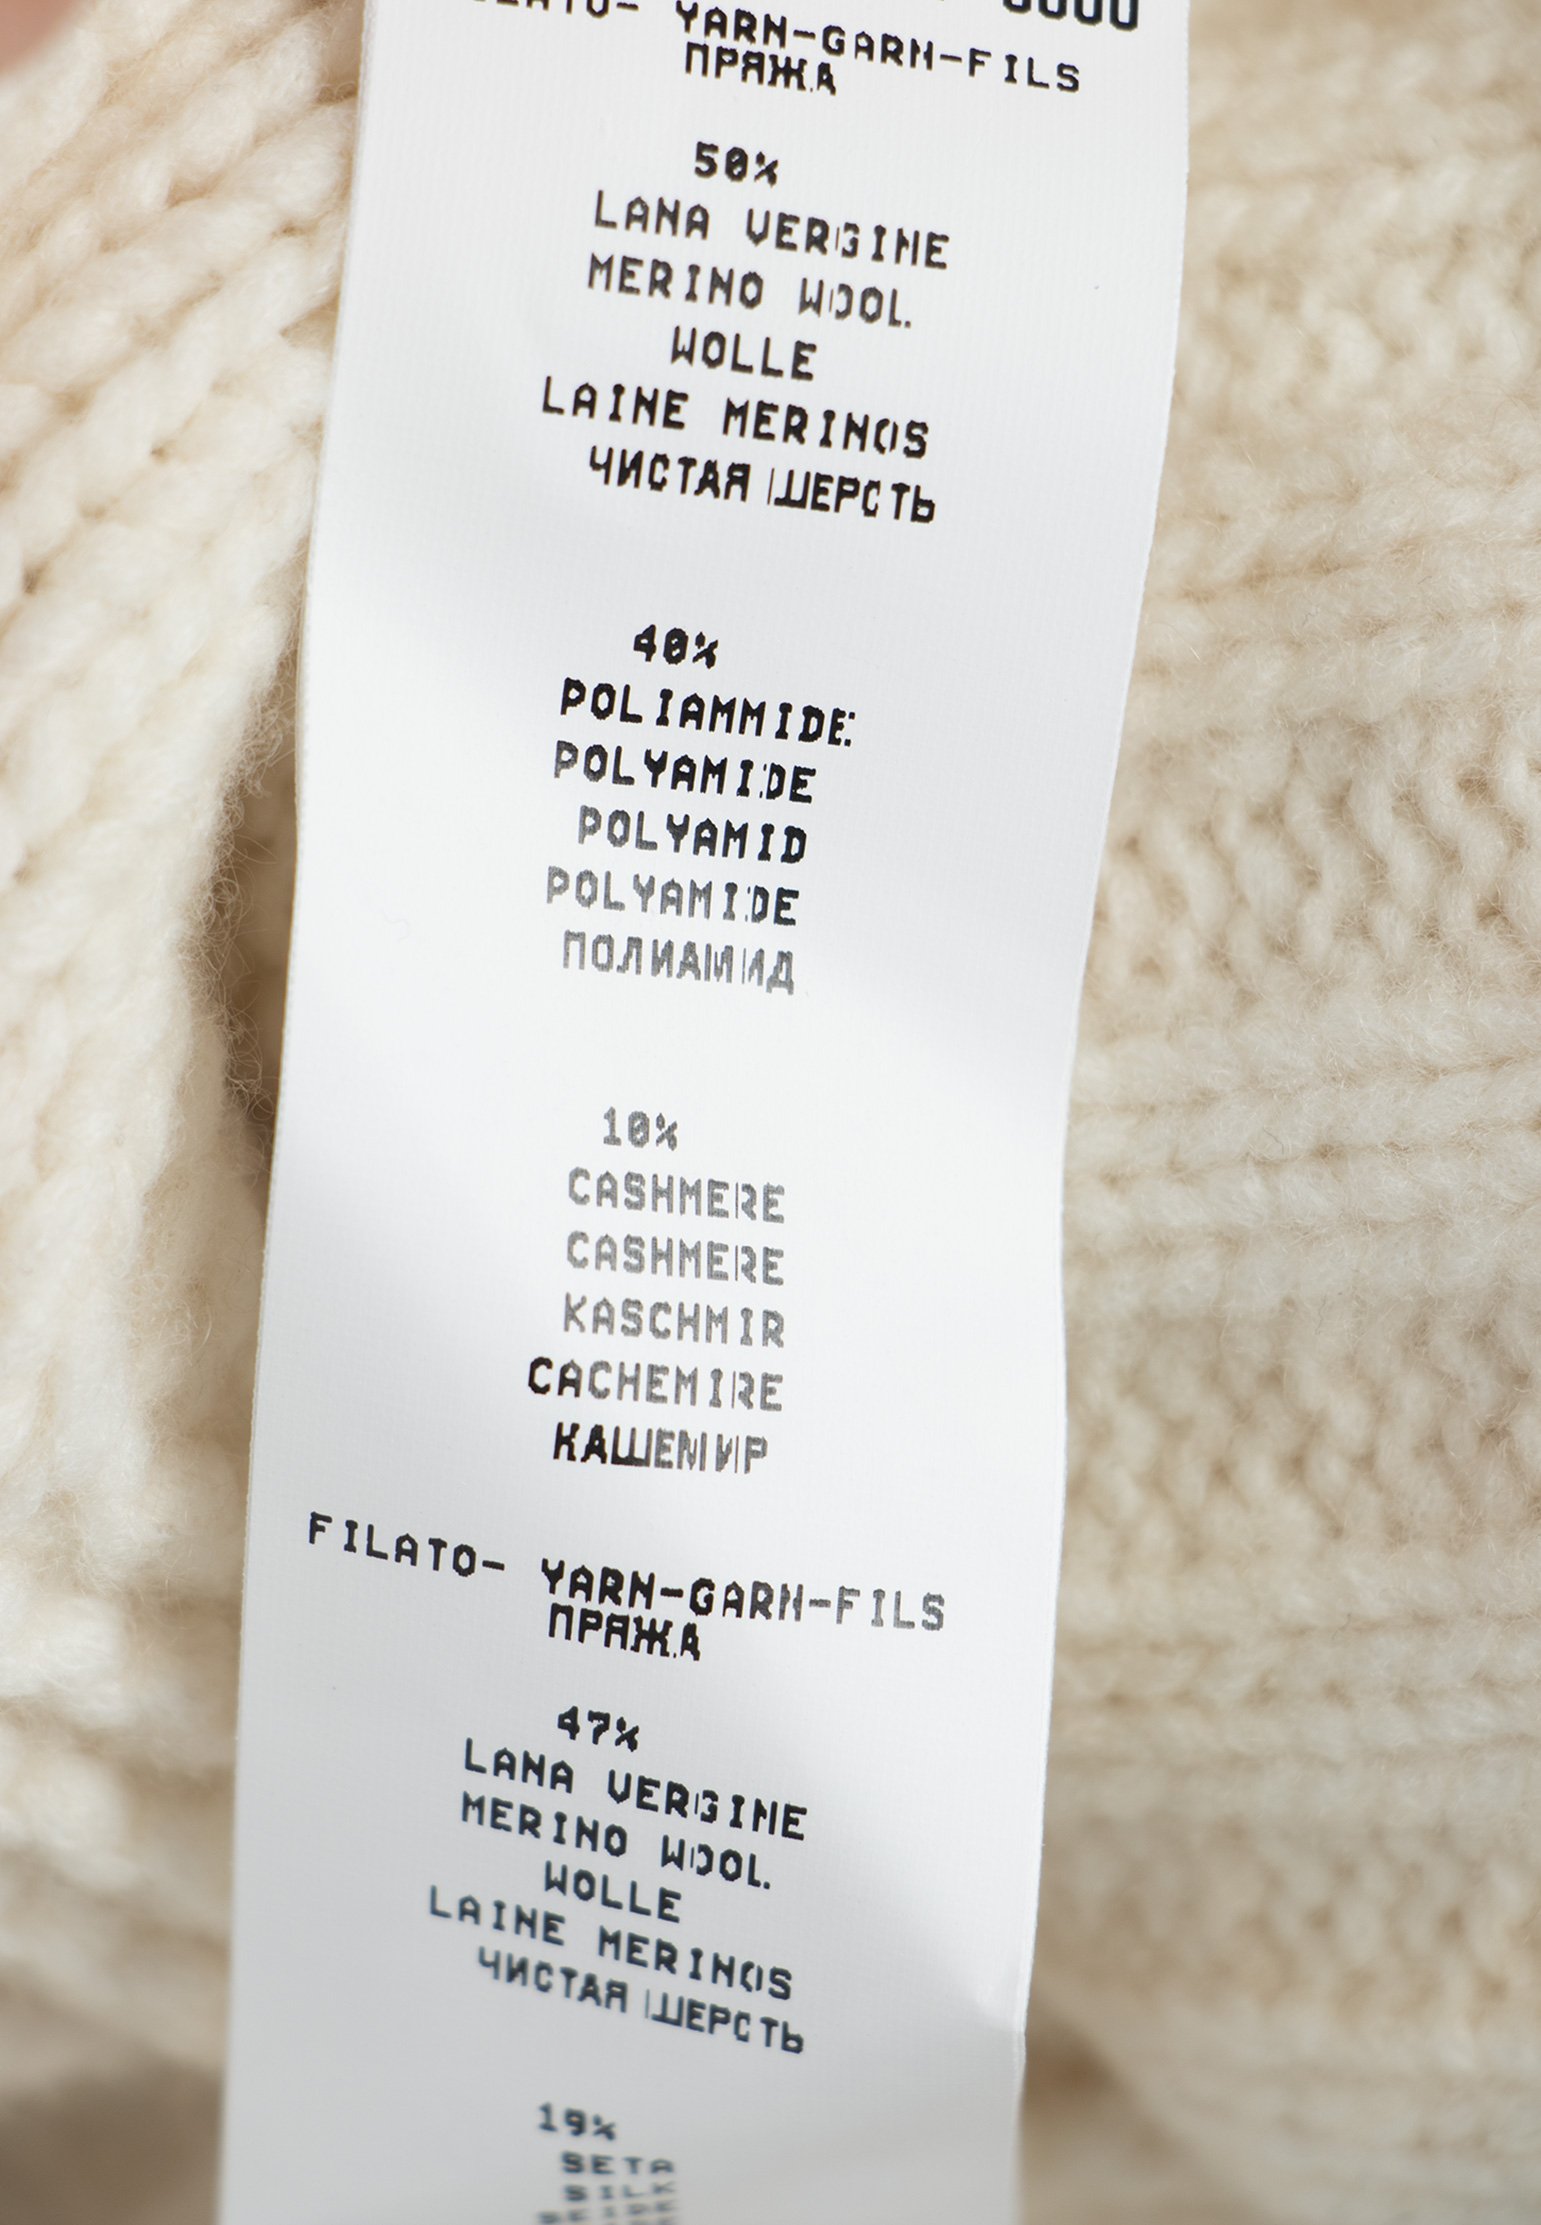 YARN-GARN-FILS
ПРЯЖА
50%
LANA VERGINE
MERINO WOOL
WOLLE
LAINE MERINOS
ЧИСТАЯ ШЕРСТЬ
40%
POLIAMMIDE
POLYAMIDE
POLYAMID
POLYAMIDE
ПОЛИАМИД
10%
CASHMERE
CASHMERE
KASCHMIR
CACHEMIRE
КАШЕМИР
FILATO- YARN-GARN-FILS
ПРЯЖА
47%
LANA VERGINE
MERINO WOOL
WOLLE
LAINE MERINOS
ЧИСТАЯ ШЕРСТЬ
19%
SETA
SILK